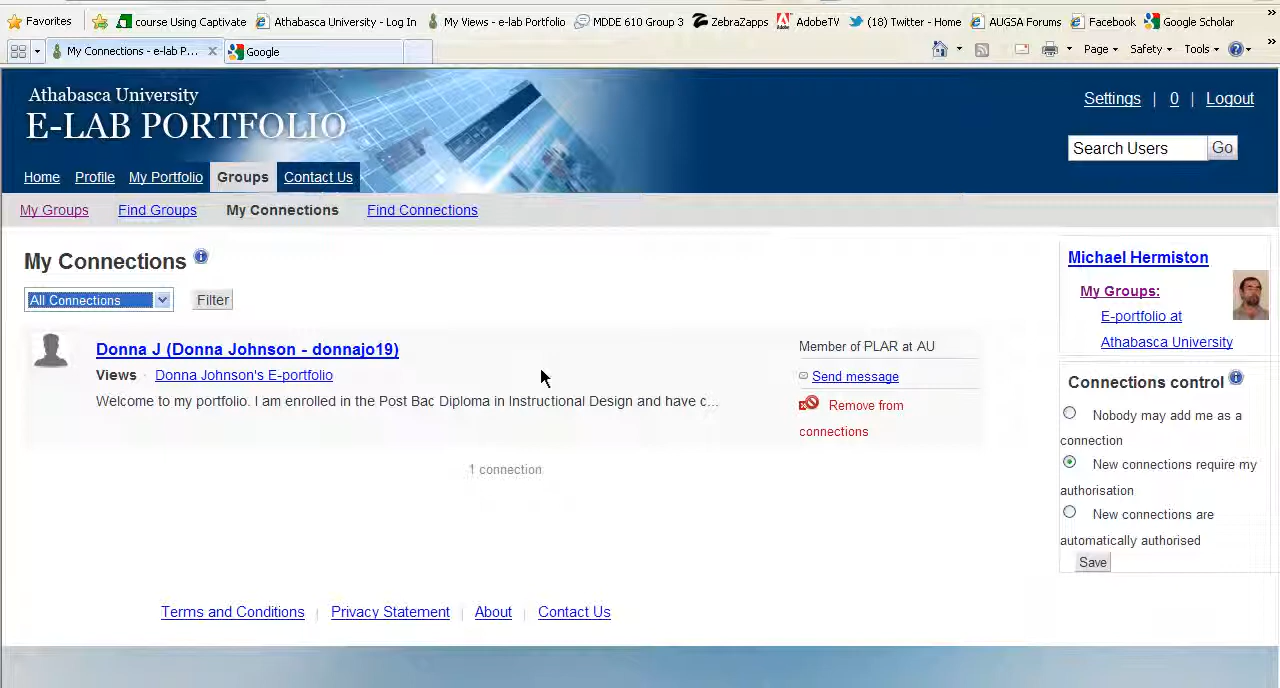 Favorites course Using Captivate Athabasca University - Log In My Views - e-lab Portfolio MDDE 610 Group 3 ZebraZapps AdobeTV (18) Twitter - Home AUGSA Forums Facebook Google Scholar »
My Connections - e-lab P... Google Page Safety Tools »
Athabasca University
E-LAB PORTFOLIO
Settings | 0 | Logout
Search Users Go
Home Profile My Portfolio Groups Contact Us
My Groups Find Groups My Connections Find Connections
My Connections
All Connections Filter
Donna J (Donna Johnson - donnajo19)
Views · Donna Johnson's E-portfolio
Welcome to my portfolio. I am enrolled in the Post Bac Diploma in Instructional Design and have c...
Member of PLAR at AU
Send message
Remove from
connections
1 connection
Michael Hermiston
My Groups:
E-portfolio at
Athabasca University
Connections control
Nobody may add me as a
connection
New connections require my
authorisation
New connections are
automatically authorised
Save
Terms and Conditions | Privacy Statement | About | Contact Us